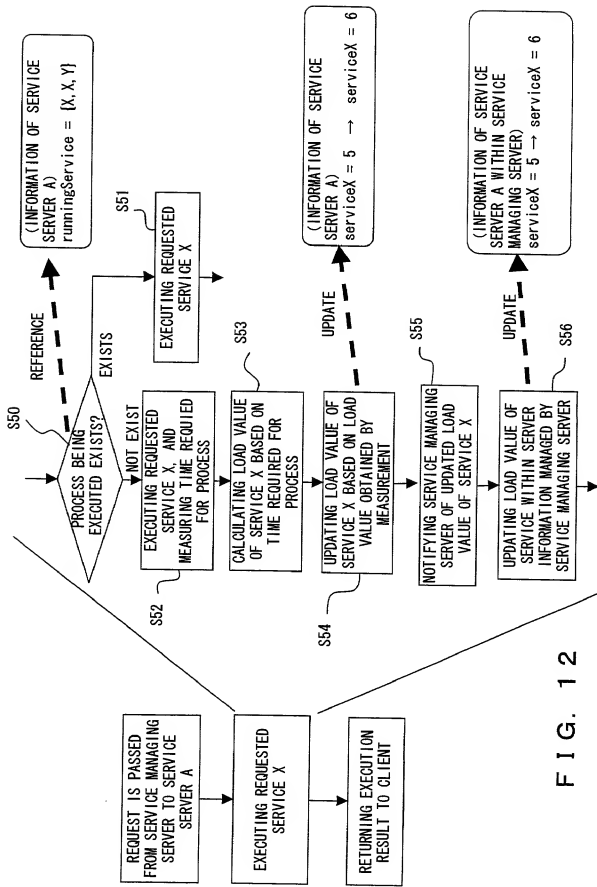 REQUEST IS PASSED
FROM SERVICE MANAGING
SERVER TO SERVICE
SERVER A
EXECUTING REQUESTED
SERVICE X
RETURNING EXECUTION
RESULT TO CLIENT
S50
PROCESS BEING
EXECUTED EXISTS?
REFERENCE
(INFORMATION OF SERVICE
SERVER A)
runningService = {X, X, Y}
EXISTS
S51
EXECUTING REQUESTED
SERVICE X
NOT EXIST
EXECUTING REQUESTED
SERVICE X, AND
MEASURING TIME REQUIED
FOR PROCESS
S52
S53
CALCULATING LOAD VALUE
OF SERVICE X BASED ON
TIME REQUIRED FOR
PROCESS
UPDATING LOAD VALUE OF
SERVICE X BASED ON LOAD
VALUE OBTAINED BY
MEASUREMENT
S54
UPDATE
(INFORMATION OF SERVICE
SERVER A)
serviceX = 5 → serviceX = 6
S55
NOTIFYING SERVICE MANAGING
SERVER OF UPDATED LOAD
VALUE OF SERVICE X
UPDATING LOAD VALUE OF
SERVICE WITHIN SERVER
INFORMATION MANAGED BY
SERVICE MANAGING SERVER
S56
UPDATE
(INFORMATION OF SERVICE
SERVER A WITHIN SERVICE
MANAGING SERVER)
serviceX = 5 → serviceX = 6
FIG. 12